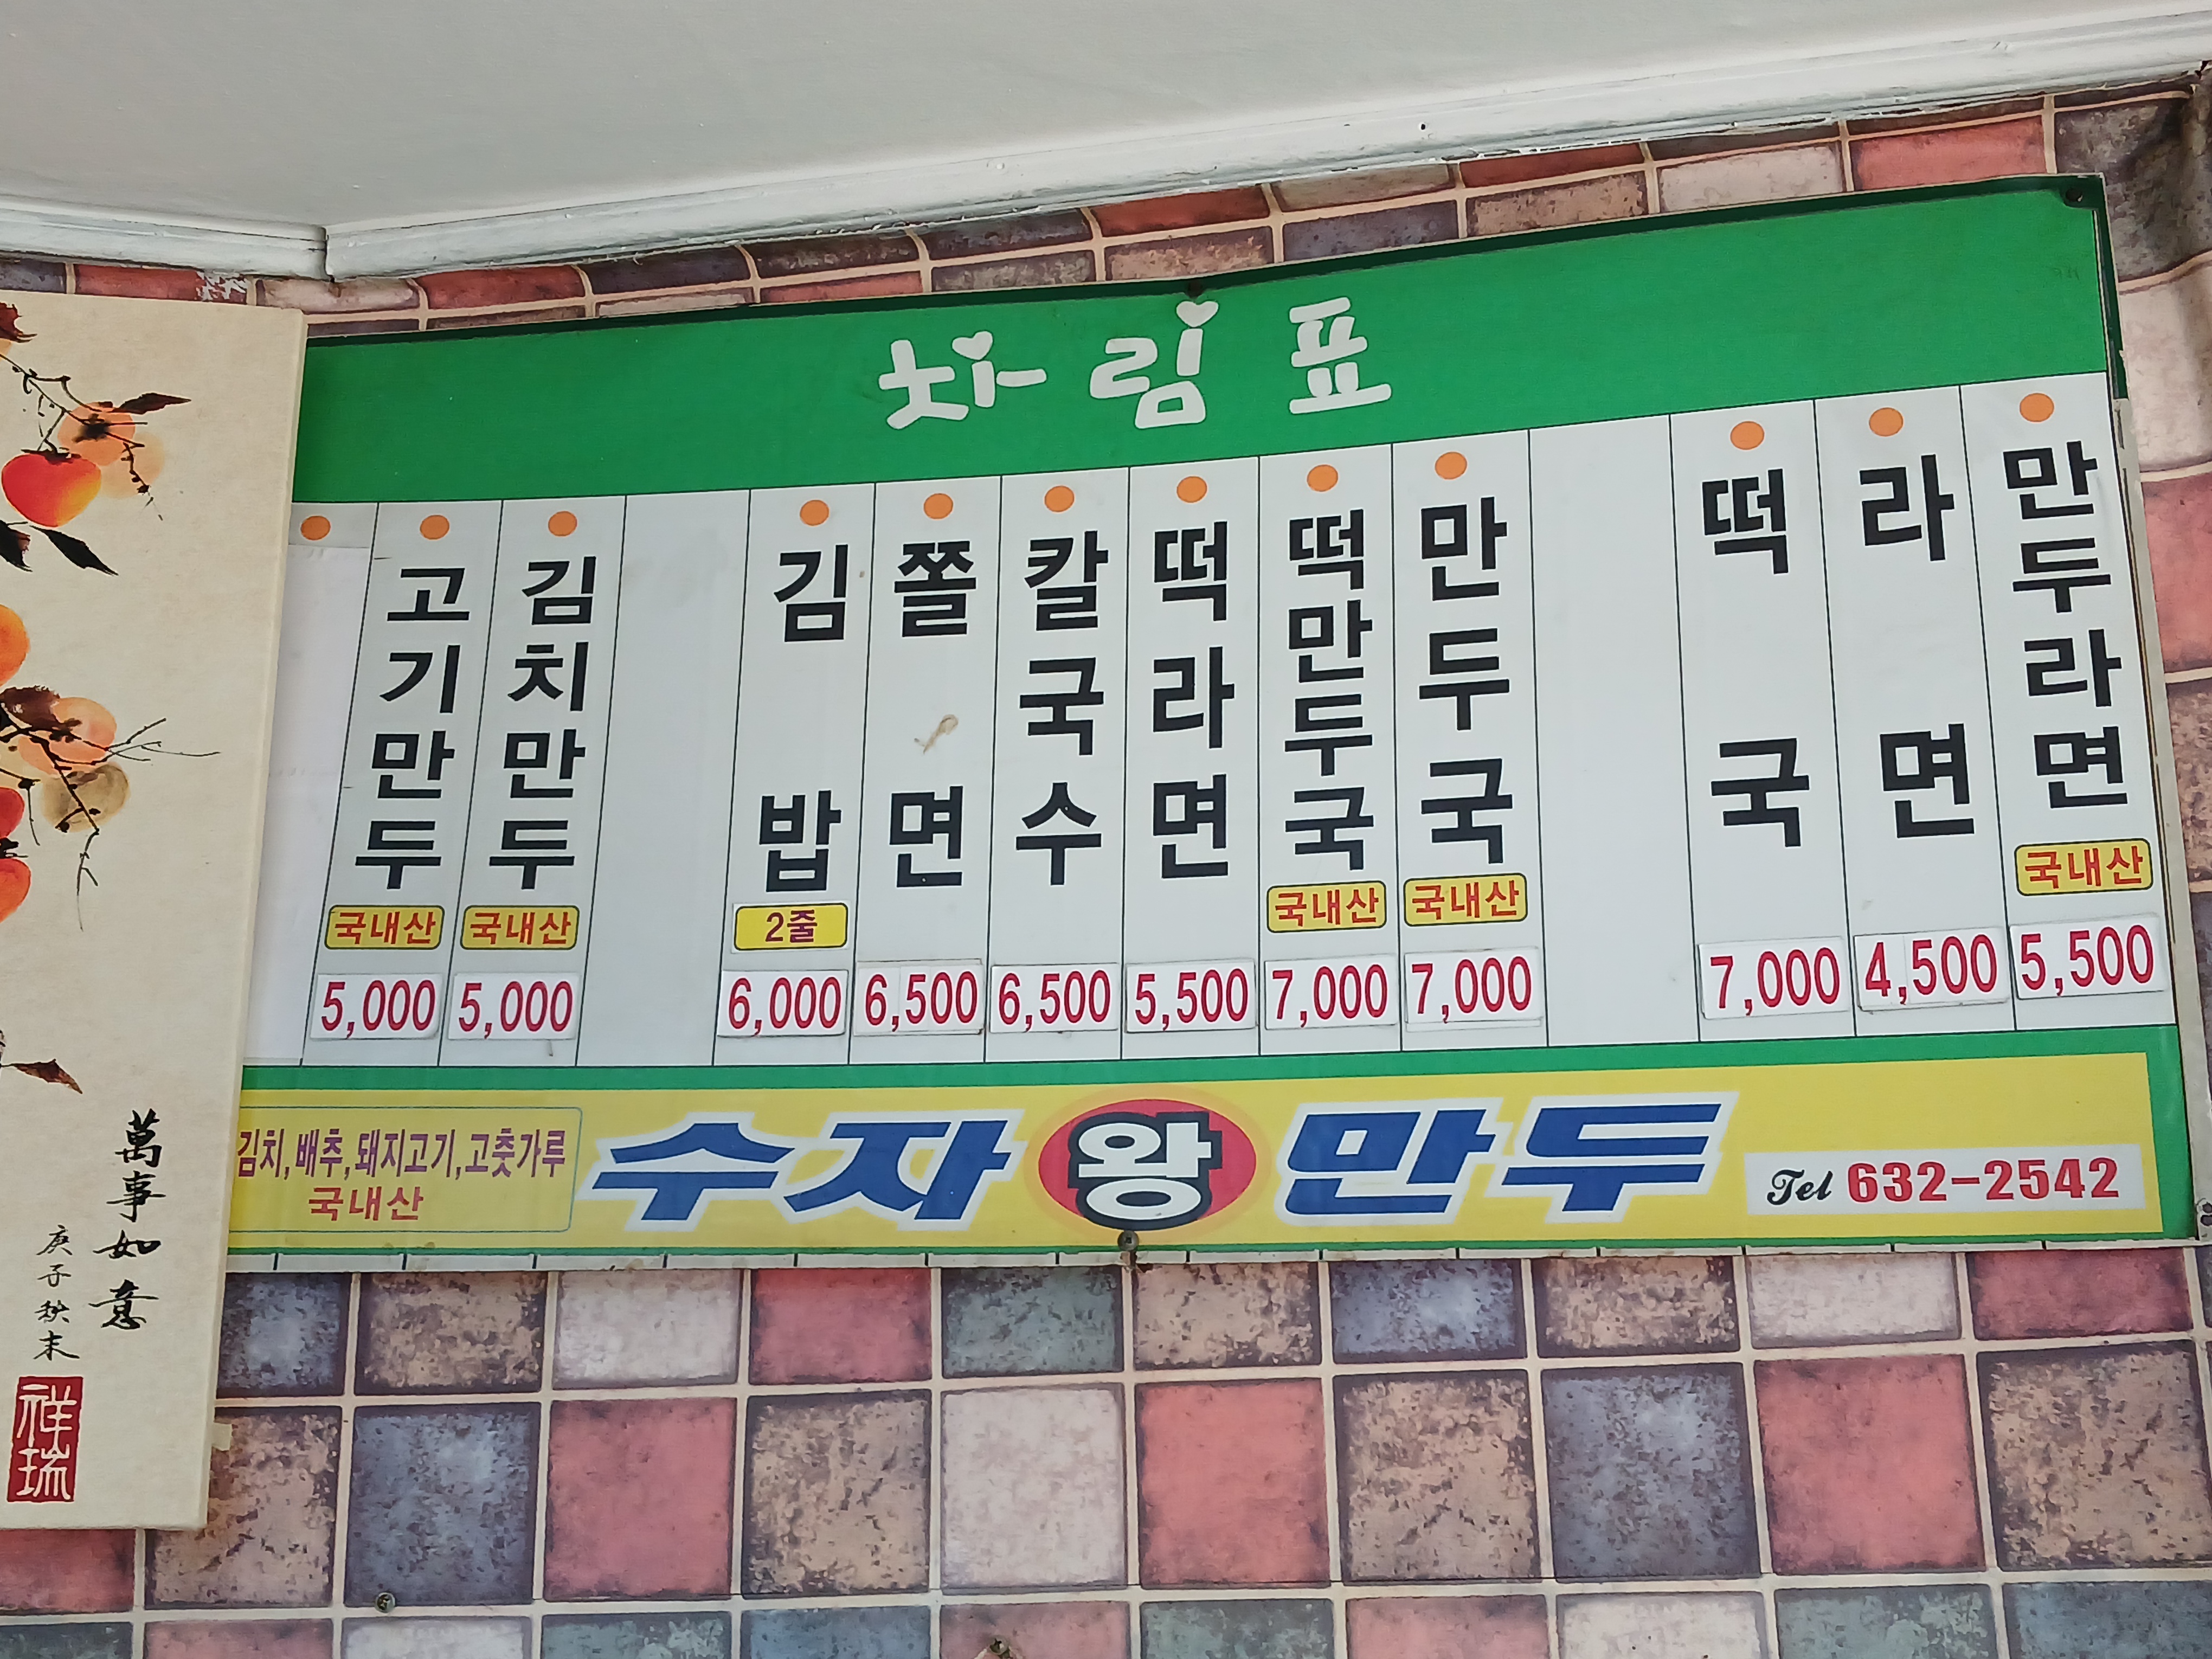 차림표
고기만두 국내산 5,000
김치만두 국내산 5,000
김밥 2줄 6,000
쫄면 6,500
칼국수 6,500
떡라면 5,500
떡만두국 국내산 7,000
만두국 국내산 7,000
떡국 7,000
라면 4,500
만두라면 국내산 5,500
김치,배추,돼지고기,고춧가루
국내산
수자왕만두
Tel 632-2542
萬事如意
庚子秋末
祥瑞